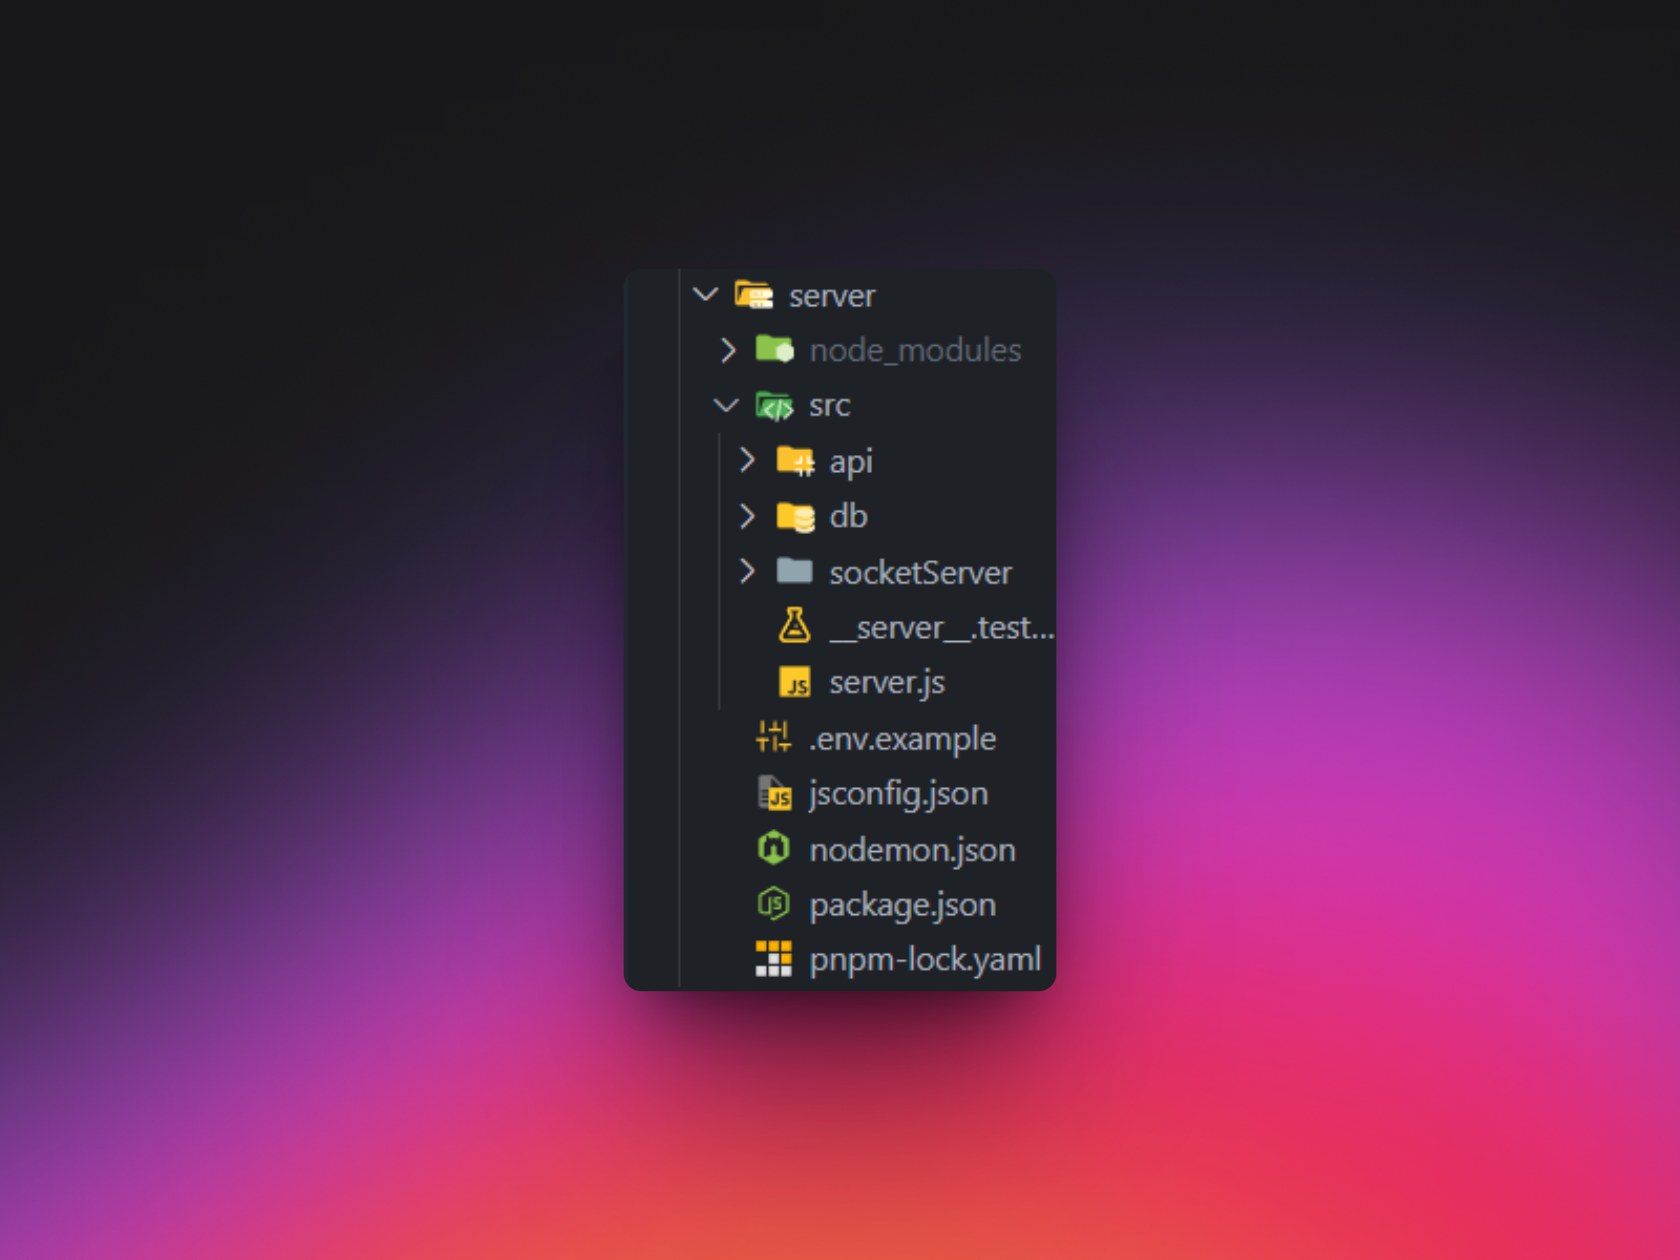 server
node_modules
src
api
db
socketServer
__server__.test...
server.js
.env.example
jsconfig.json
nodemon.json
package.json
pnpm-lock.yaml